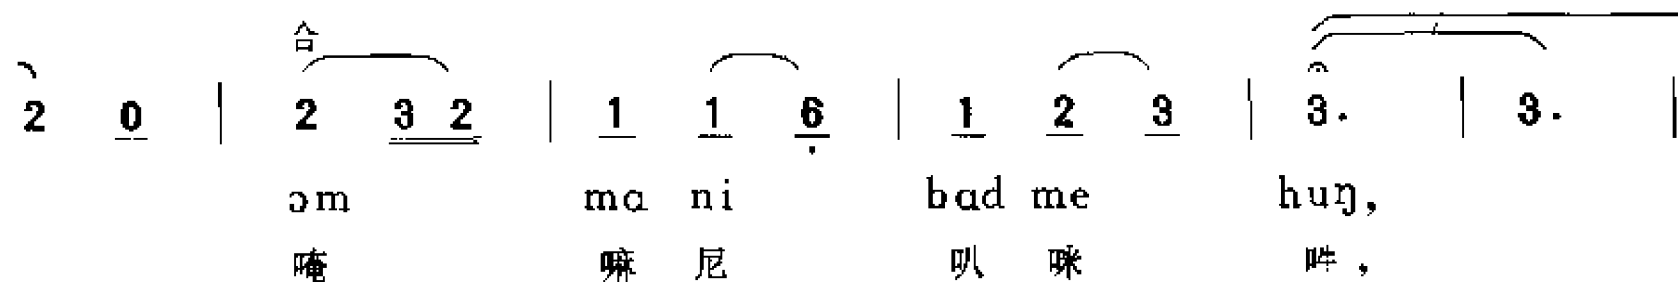 合
2 0 | 2 3 2 | 1 1 6 | 1 2 3 | 3. | 3. |
ɔm ma ni bad me huŋ,
唵 嘛 尼 叭 咪 吽,